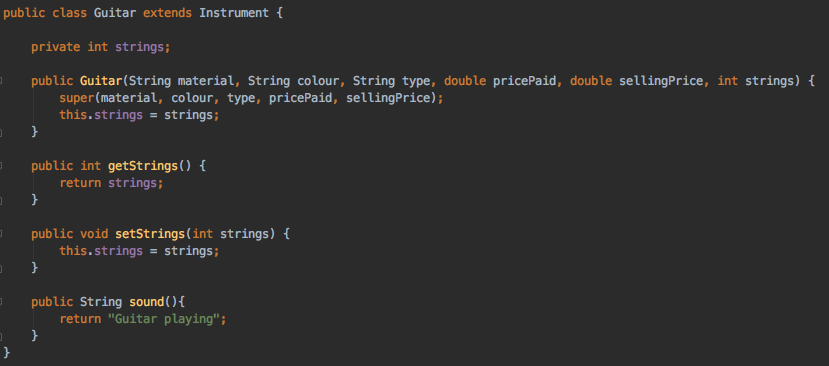 public class Guitar extends Instrument {
private int strings;
public Guitar(String material, String colour, String type, double pricePaid, double sellingPrice, int strings) {
super(material, colour, type, pricePaid, sellingPrice);
this.strings = strings;
}
public int getStrings() {
return strings;
}
public void setStrings(int strings) {
this.strings = strings;
}
public String sound(){
return "Guitar playing";
}
}